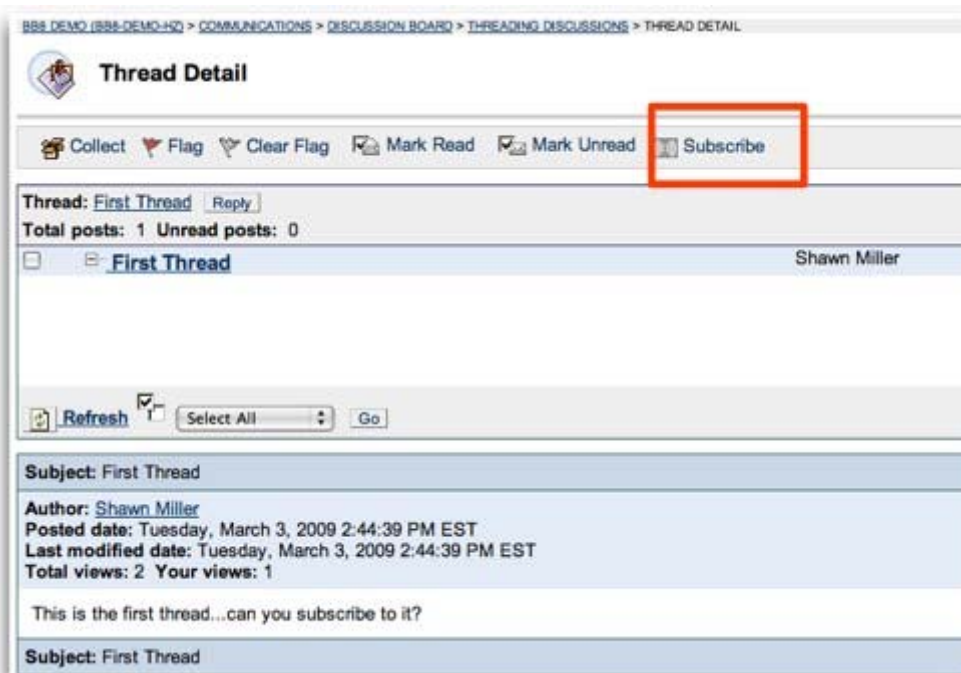 BB8 DEMO (BB8-DEMO-HZ) > COMMUNICATIONS > DISCUSSION BOARD > THREADING DISCUSSIONS > THREAD DETAIL
Thread Detail
Collect Flag Clear Flag Mark Read Mark Unread Subscribe
Thread: First Thread Reply
Total posts: 1 Unread posts: 0
First Thread Shawn Miller
Refresh Select All Go
Subject: First Thread
Author: Shawn Miller
Posted date: Tuesday, March 3, 2009 2:44:39 PM EST
Last modified date: Tuesday, March 3, 2009 2:44:39 PM EST
Total views: 2 Your views: 1
This is the first thread...can you subscribe to it?
Subject: First Thread